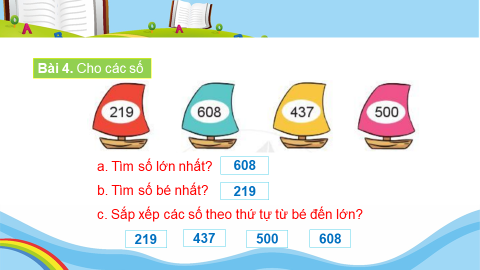 Bài 4. Cho các số
219 608 437 500
a. Tìm số lớn nhất? 608
b. Tìm số bé nhất? 219
c. Sắp xếp các số theo thứ tự từ bé đến lớn?
219 437 500 608